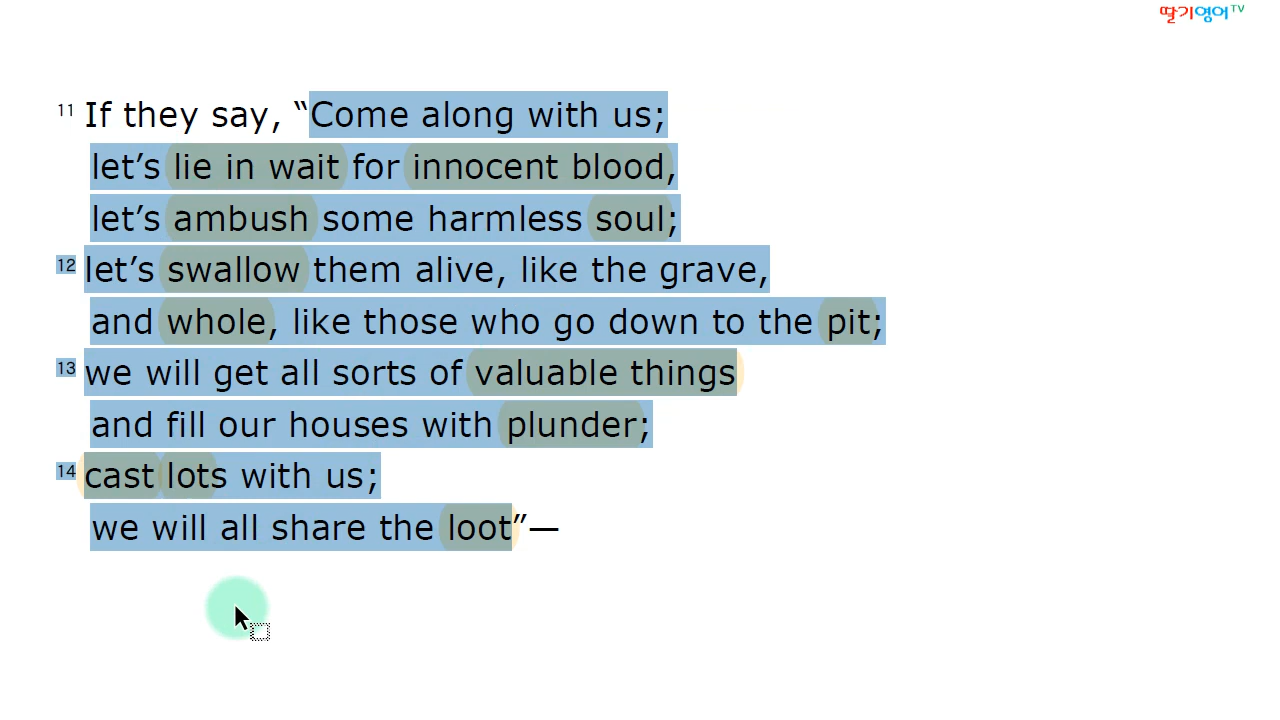 딸기영어TV
11 If they say, “Come along with us;
let’s lie in wait for innocent blood,
let’s ambush some harmless soul;
12 let’s swallow them alive, like the grave,
and whole, like those who go down to the pit;
13 we will get all sorts of valuable things
and fill our houses with plunder;
14 cast lots with us;
we will all share the loot”—